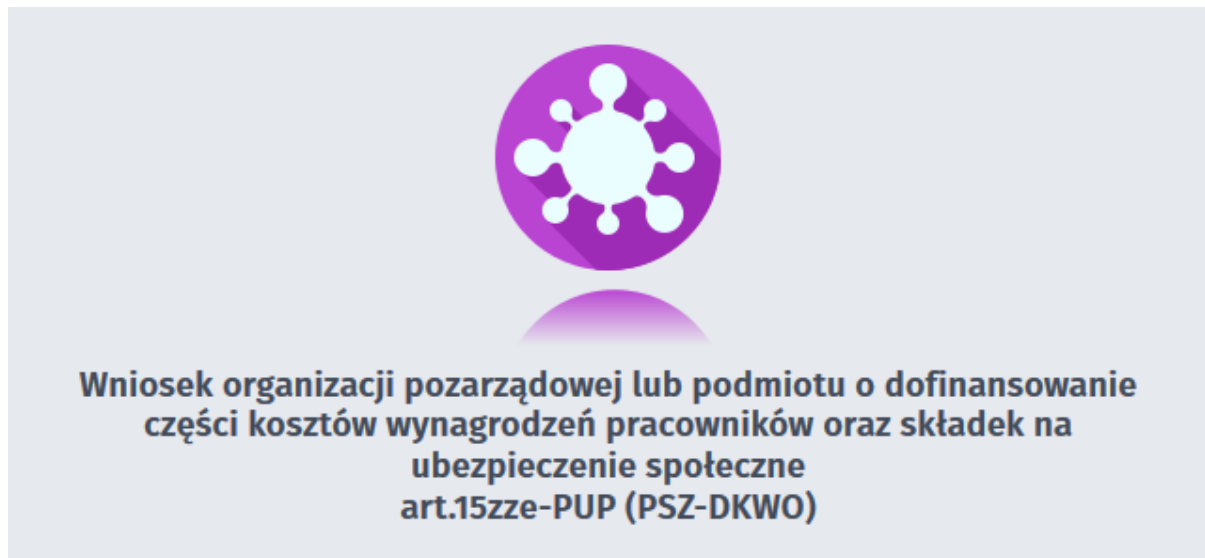 Wniosek organizacji pozarządowej lub podmiotu o dofinansowanie
części kosztów wynagrodzeń pracowników oraz składek na
ubezpieczenie społeczne
art.15zze-PUP (PSZ-DKWO)